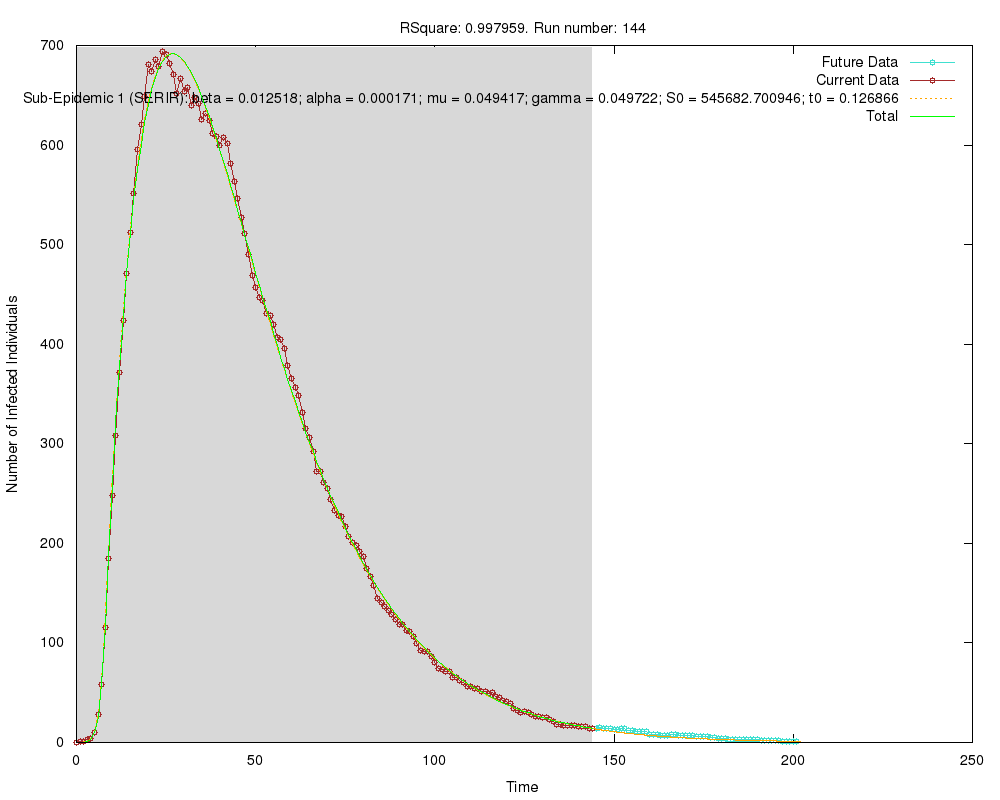 RSquare: 0.997959. Run number: 144
700
600
500
400
300
200
100
0
0
50
100
150
200
250
Number of Infected Individuals
Time
Future Data
Current Data
Sub-Epidemic 1 (SERIR): beta = 0.012518; alpha = 0.000171; mu = 0.049417; gamma = 0.049722; S0 = 545682.700946; t0 = 0.126866
Total